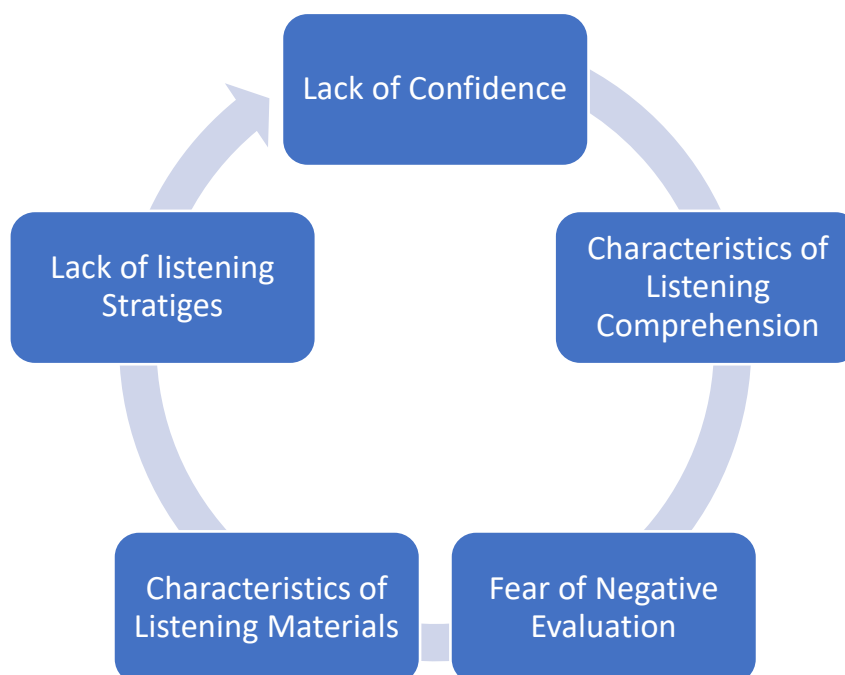 Lack of Confidence
Characteristics of
Listening
Comprehension
Fear of Negative
Evaluation
Characteristics of
Listening Materials
Lack of listening
Stratiges